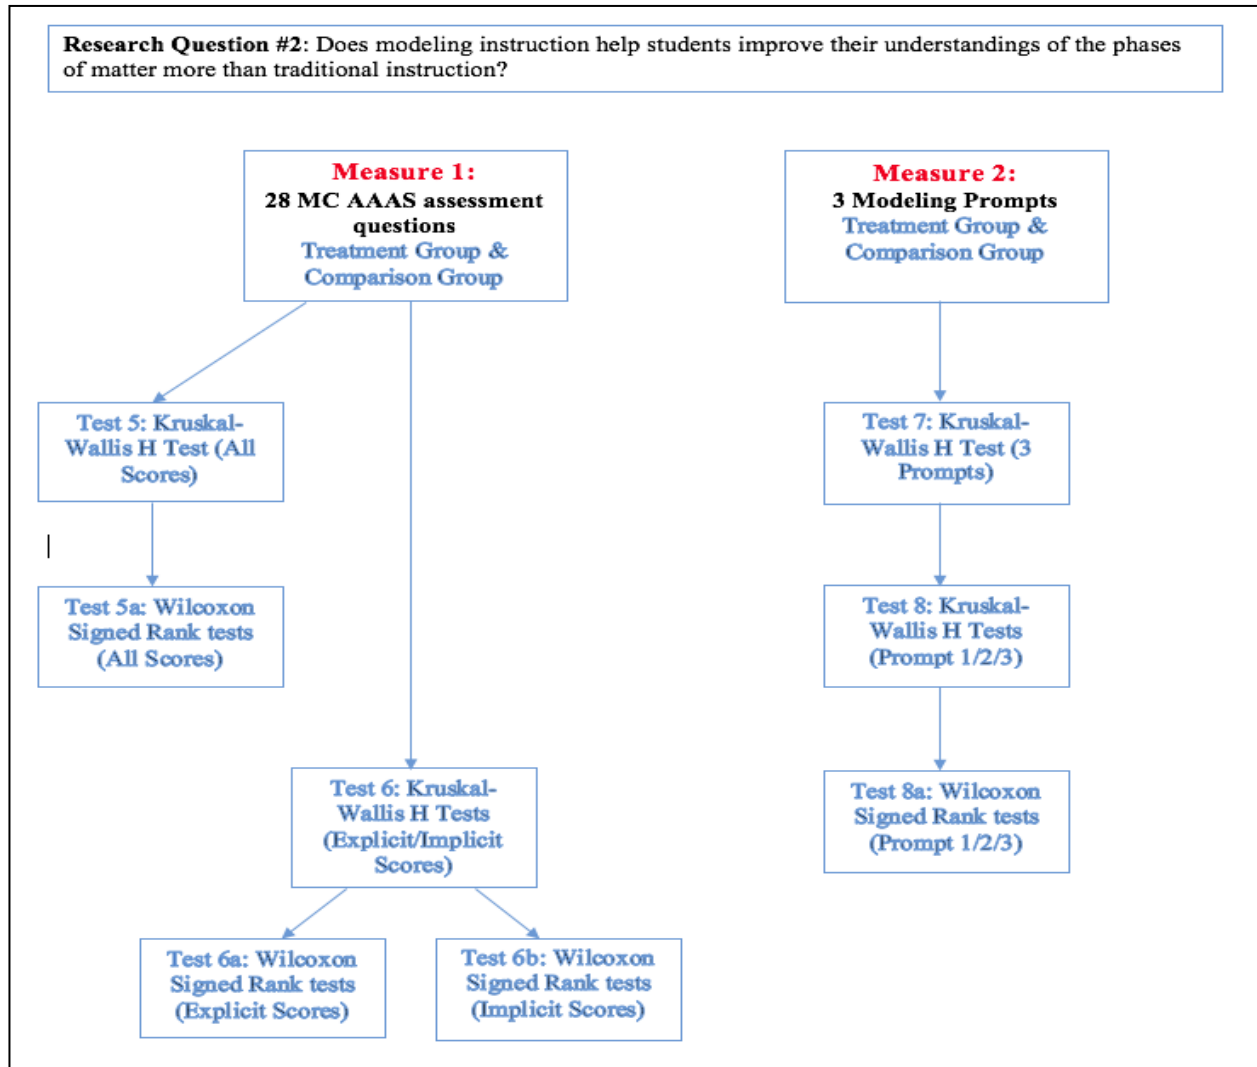 Research Question #2: Does modeling instruction help students improve their understandings of the phases
of matter more than traditional instruction?
Measure 1:
28 MC AAAS assessment
questions
Treatment Group &
Comparison Group
Measure 2:
3 Modeling Prompts
Treatment Group &
Comparison Group
Test 5: Kruskal-
Wallis H Test (All
Scores)
Test 7: Kruskal-
Wallis H Test (3
Prompts)
Test 5a: Wilcoxon
Signed Rank tests
(All Scores)
Test 8: Kruskal-
Wallis H Tests
(Prompt 1/2/3)
Test 6: Kruskal-
Wallis H Tests
(Explicit/Implicit
Scores)
Test 8a: Wilcoxon
Signed Rank tests
(Prompt 1/2/3)
Test 6a: Wilcoxon
Signed Rank tests
(Explicit Scores)
Test 6b: Wilcoxon
Signed Rank tests
(Implicit Scores)